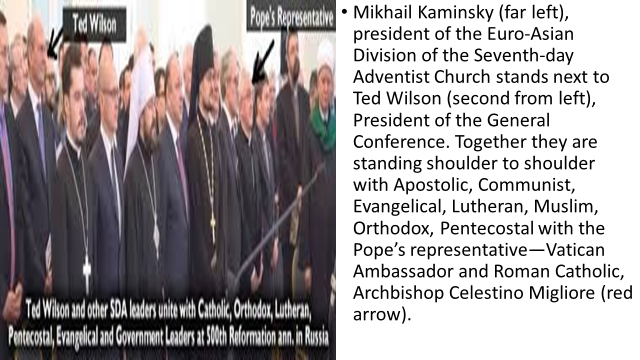 Ted Wilson
Pope's Representative
Ted Wilson and other SDA leaders unite with Catholic, Orthodox, Lutheran,
Pentecostal, Evangelical and Government Leaders at 500th Reformation ann. in Russia
• Mikhail Kaminsky (far left),
president of the Euro-Asian
Division of the Seventh-day
Adventist Church stands next to
Ted Wilson (second from left),
President of the General
Conference. Together they are
standing shoulder to shoulder
with Apostolic, Communist,
Evangelical, Lutheran, Muslim,
Orthodox, Pentecostal with the
Pope’s representative—Vatican
Ambassador and Roman Catholic,
Archbishop Celestino Migliore (red
arrow).